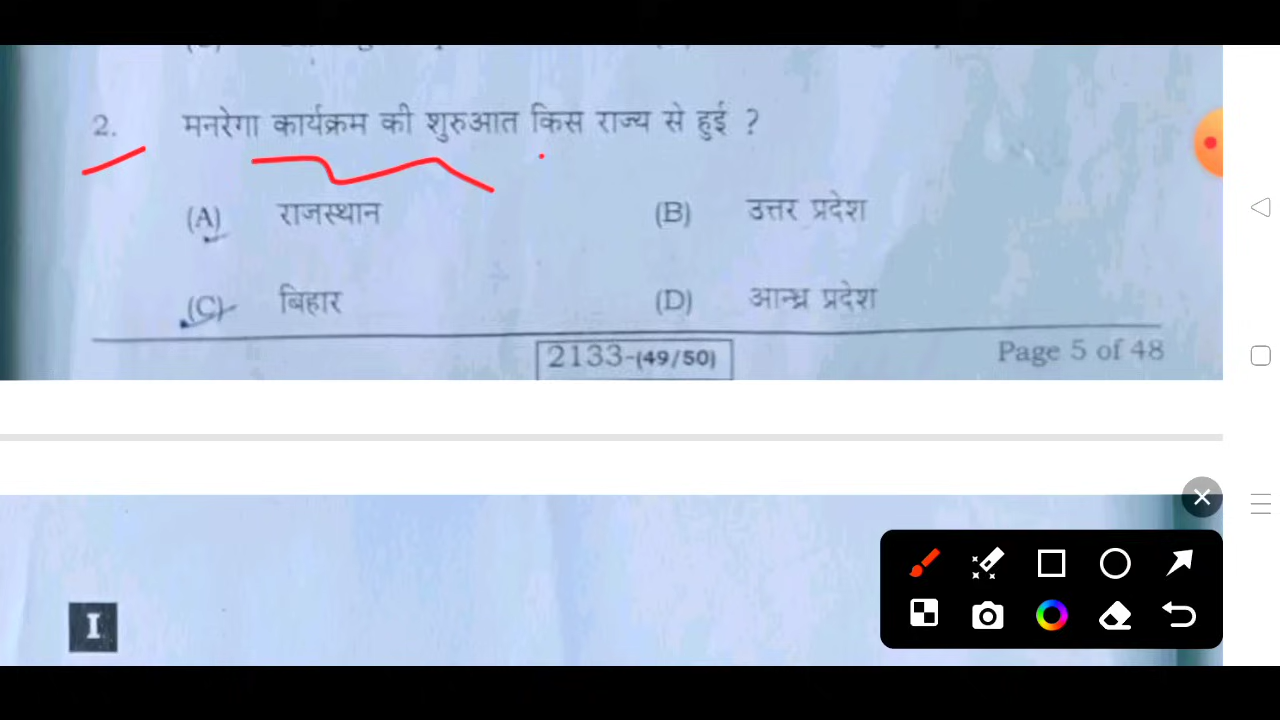 2. मनरेगा कार्यक्रम की शुरुआत किस राज्य से हुई ?
(A) राजस्थान (B) उत्तर प्रदेश
(C) बिहार (D) आन्ध्र प्रदेश
2133-(49/50) Page 5 of 48
I